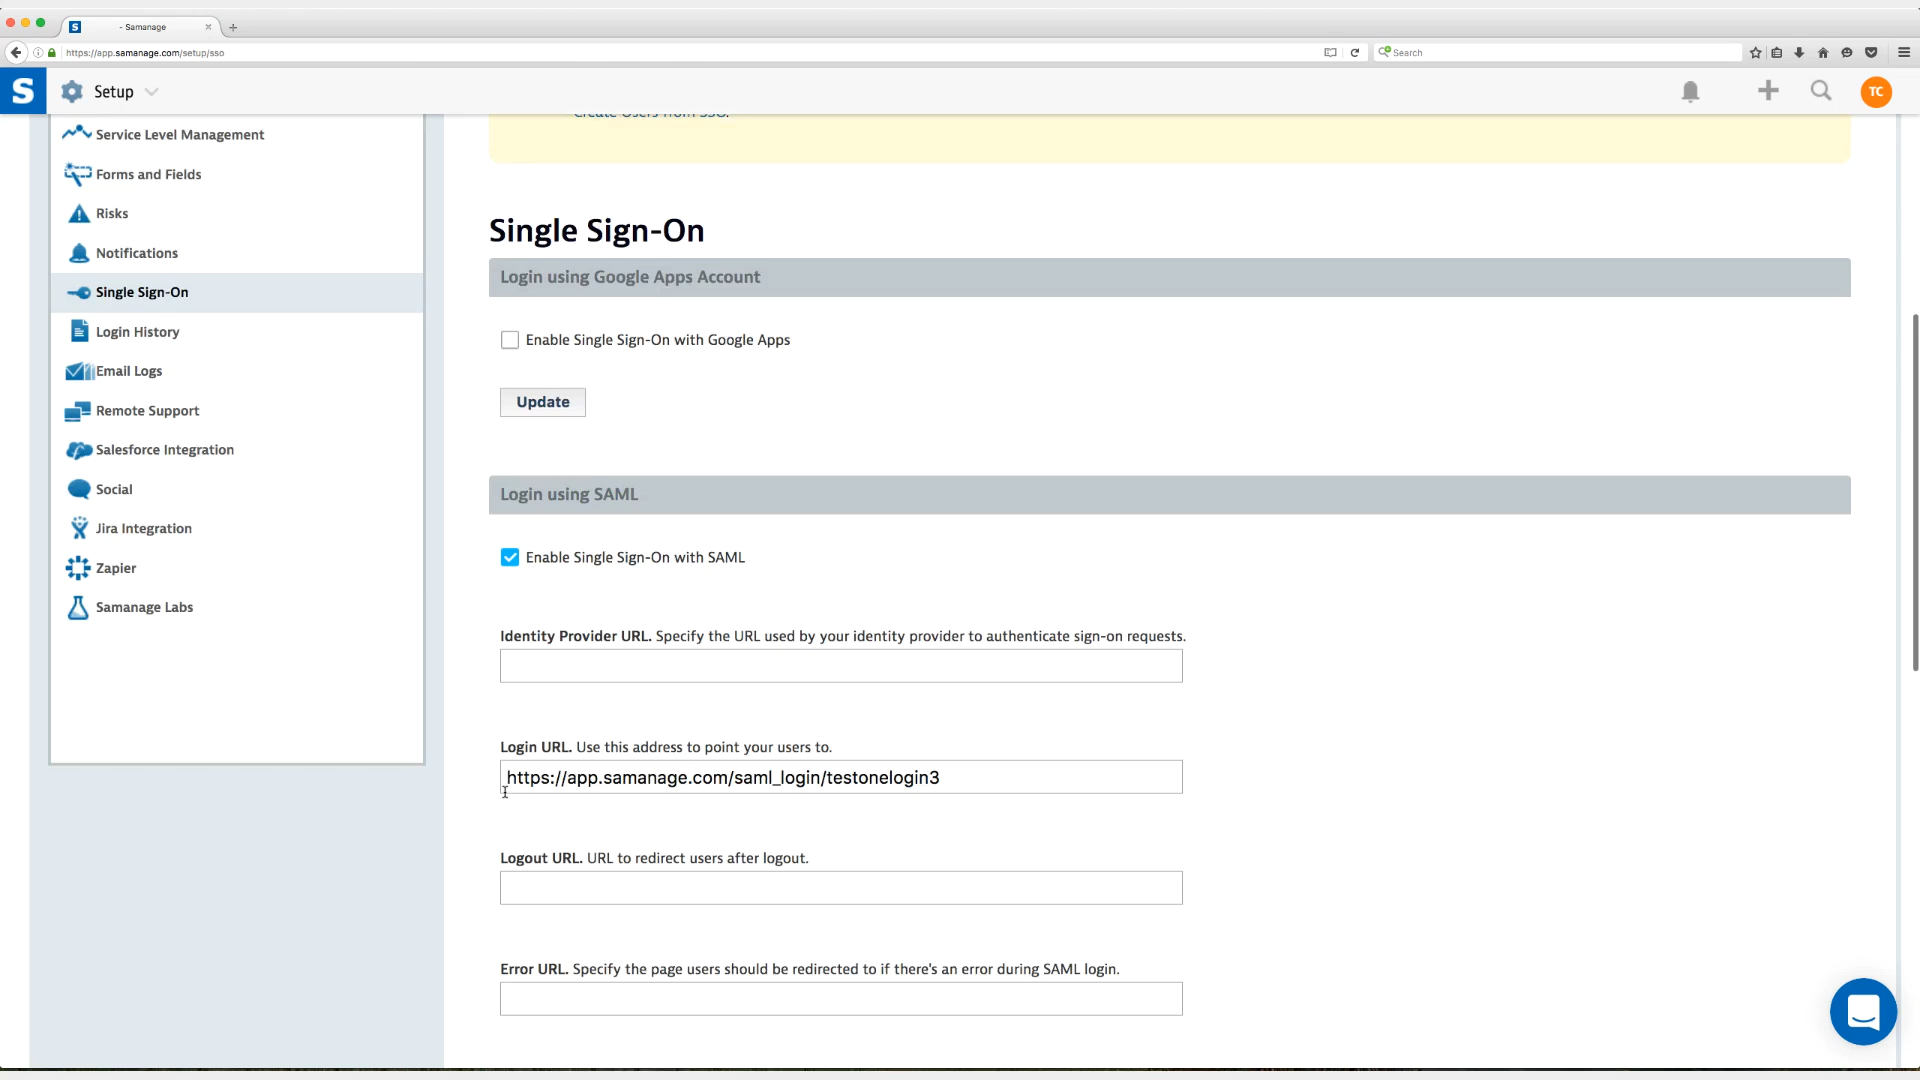 - Samanage
https://app.samanage.com/setup/sso
Search
S
Setup
TC
Create Users from SSO.
Service Level Management
Forms and Fields
Risks
Notifications
Single Sign-On
Login History
Email Logs
Remote Support
Salesforce Integration
Social
Jira Integration
Zapier
Samanage Labs
Single Sign-On
Login using Google Apps Account
Enable Single Sign-On with Google Apps
Update
Login using SAML
Enable Single Sign-On with SAML
Identity Provider URL. Specify the URL used by your identity provider to authenticate sign-on requests.
Login URL. Use this address to point your users to.
https://app.samanage.com/saml_login/testonelogin3
Logout URL. URL to redirect users after logout.
Error URL. Specify the page users should be redirected to if there's an error during SAML login.